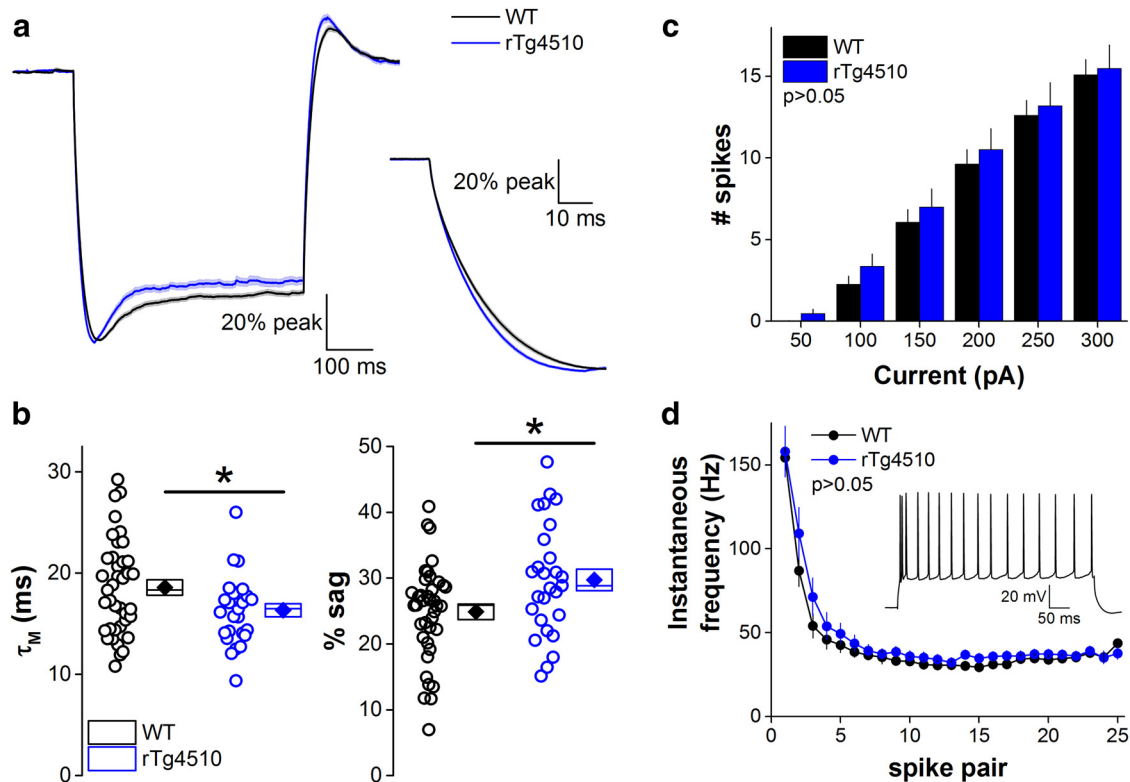 a
WT
rTg4510
20% peak
10 ms
20% peak
100 ms
c
WT
rTg4510
p>0.05
# spikes
15
10
5
0
50 100 150 200 250 300
Current (pA)
b
τM (ms)
30
20
10
0
*
WT
rTg4510
% sag
50
40
30
20
10
0
*
d
WT
rTg4510
p>0.05
Instantaneous
frequency (Hz)
150
100
50
0
20 mV
50 ms
0 5 10 15 20 25
spike pair